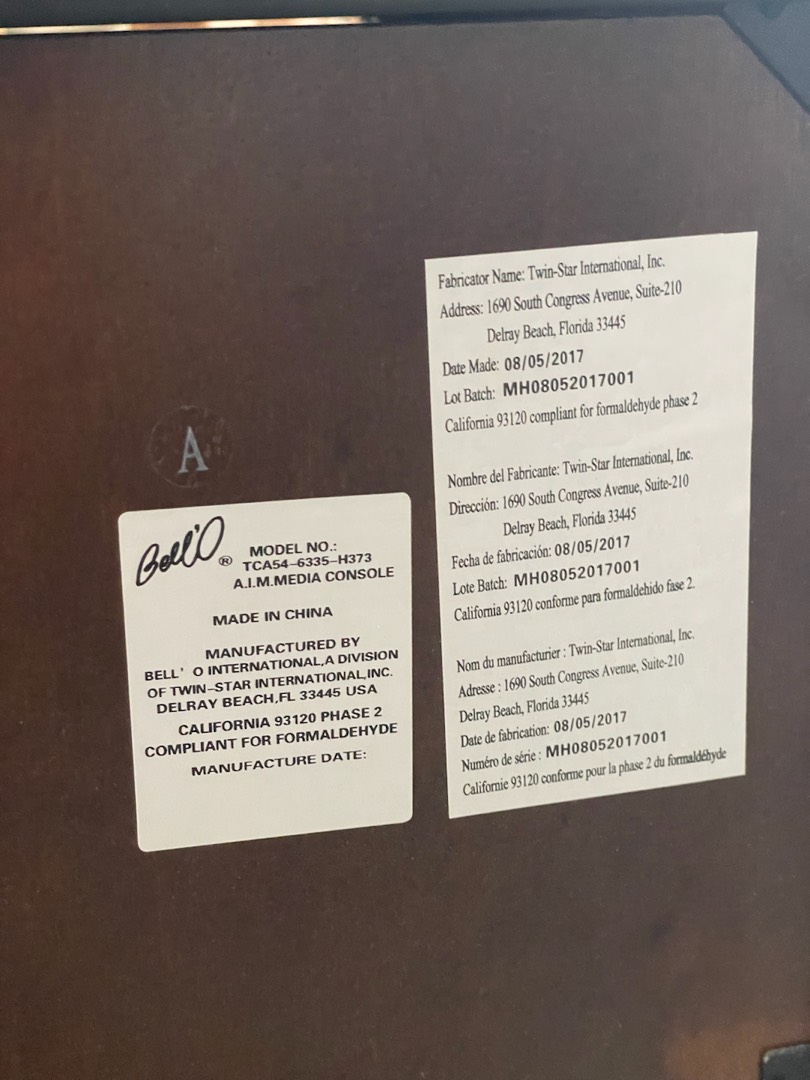 A
Bell'O®
MODEL NO.:
TCA54-6335-H373
A.I.M.MEDIA CONSOLE
MADE IN CHINA
MANUFACTURED BY
BELL' O INTERNATIONAL,A DIVISION
OF TWIN-STAR INTERNATIONAL,INC.
DELRAY BEACH,FL 33445 USA
CALIFORNIA 93120 PHASE 2
COMPLIANT FOR FORMALDEHYDE
MANUFACTURE DATE:
Fabricator Name: Twin-Star International, Inc.
Address: 1690 South Congress Avenue, Suite-210
Delray Beach, Florida 33445
Date Made: 08/05/2017
Lot Batch: MH08052017001
California 93120 compliant for formaldehyde phase 2
Nombre del Fabricante: Twin-Star International, Inc.
Dirección: 1690 South Congress Avenue, Suite-210
Delray Beach, Florida 33445
Fecha de fabricación: 08/05/2017
Lote Batch: MH08052017001
California 93120 conforme para formaldehido fase 2.
Nom du manufacturier : Twin-Star International, Inc.
Adresse : 1690 South Congress Avenue, Suite-210
Delray Beach, Florida 33445
Date de fabrication: 08/05/2017
Numéro de série : MH08052017001
Californie 93120 conforme pour la phase 2 du formaldéhyde